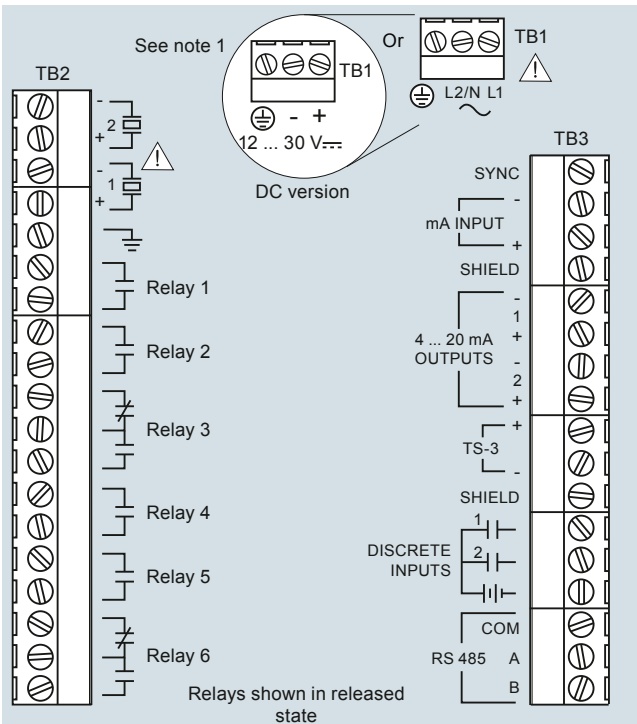 See note 1
TB1
- +
12 ... 30 V
DC version
Or
TB1
L2/N L1
TB2
-
2
+
-
1
+
Relay 1
Relay 2
Relay 3
Relay 4
Relay 5
Relay 6
Relays shown in released
state
TB3
SYNC
-
mA INPUT
+
SHIELD
-
1
+
4 ... 20 mA
OUTPUTS
-
2
+
+
TS-3
-
SHIELD
1
DISCRETE
2
INPUTS
COM
RS 485 A
B